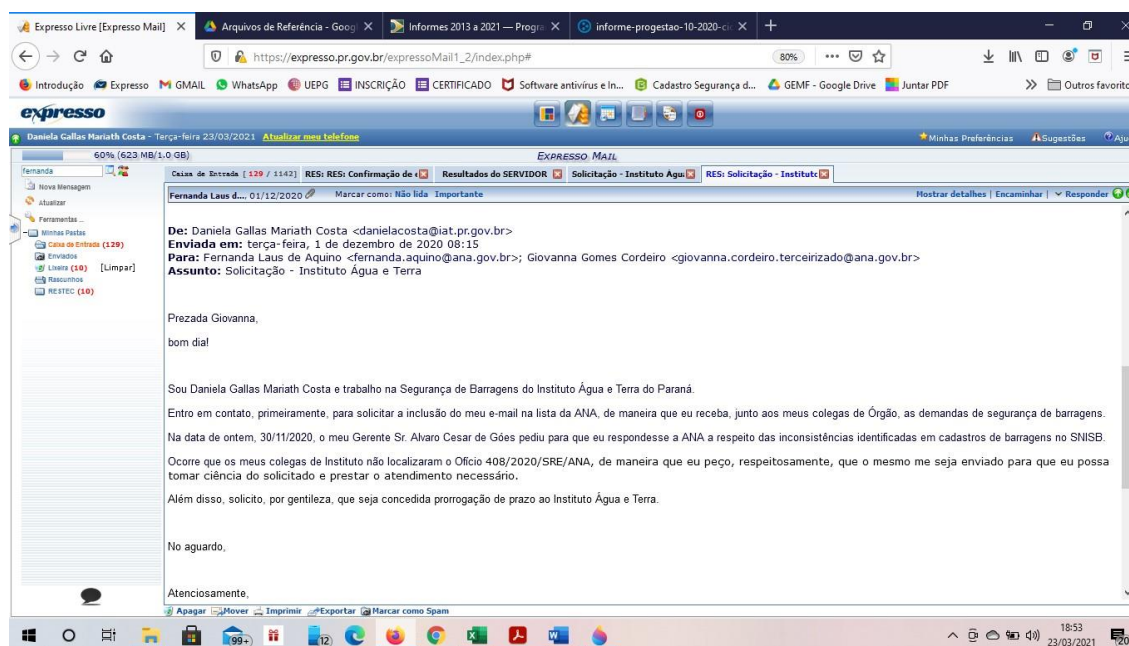 Expresso Livre [Expresso Mail]
Arquivos de Referência - Goog
Informes 2013 a 2021 — Progra
informe-progestao-10-2020-ci
https://expresso.pr.gov.br/expressoMail1_2/index.php#
80%
Introdução
Expresso
GMAIL
WhatsApp
UEPG
INSCRIÇÃO
CERTIFICADO
Software antivírus e In...
Cadastro Segurança d...
GEMF - Google Drive
Juntar PDF
Outros favorito
expresso
Daniela Gallas Mariath Costa - Terça-feira 23/03/2021 Atualizar meu telefone
Minhas Preferências
Sugestões
Aju
60% (623 MB/1.0 GB)
EXPRESSO MAIL
fernanda
Caixa de Entrada [ 129 / 1142]
RES: RES: Confirmação de
Resultados do SERVIDOR
Solicitação - Instituto Águ
RES: Solicitação - Institut
Nova Mensagem
Atualizar
Ferramentas ...
Minhas Pastas
Caixa de Entrada (129)
Enviados
Lixeira (10) [Limpar]
Rascunhos
RESTEC (10)
Fernanda Laus d..., 01/12/2020
Marcar como: Não lida Importante
Mostrar detalhes | Encaminhar | Responder
De: Daniela Gallas Mariath Costa <danielacosta@iat.pr.gov.br>
Enviada em: terça-feira, 1 de dezembro de 2020 08:15
Para: Fernanda Laus de Aquino <fernanda.aquino@ana.gov.br>; Giovanna Gomes Cordeiro <giovanna.cordeiro.terceirizado@ana.gov.br>
Assunto: Solicitação - Instituto Água e Terra
Prezada Giovanna,
bom dia!
Sou Daniela Gallas Mariath Costa e trabalho na Segurança de Barragens do Instituto Água e Terra do Paraná.
Entro em contato, primeiramente, para solicitar a inclusão do meu e-mail na lista da ANA, de maneira que eu receba, junto aos meus colegas de Órgão, as demandas de segurança de barragens.
Na data de ontem, 30/11/2020, o meu Gerente Sr. Alvaro Cesar de Góes pediu para que eu respondesse a ANA a respeito das inconsistências identificadas em cadastros de barragens no SNISB.
Ocorre que os meus colegas de Instituto não localizaram o Ofício 408/2020/SRE/ANA, de maneira que eu peço, respeitosamente, que o mesmo me seja enviado para que eu possa
tomar ciência do solicitado e prestar o atendimento necessário.
Além disso, solicito, por gentileza, que seja concedida prorrogação de prazo ao Instituto Água e Terra.
No aguardo,
Atenciosamente,
Apagar Mover Imprimir Exportar Marcar como Spam
99+
12
18:53
23/03/2021
20